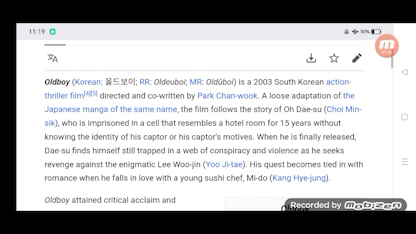 11:19
50%
Oldboy (Korean: 올드보이; RR: Oldeuboi; MR: Oldŭboi) is a 2003 South Korean action-
thriller film[4][5] directed and co-written by Park Chan-wook. A loose adaptation of
the Japanese manga of the same name, the film follows the story of Oh Dae-su (Choi Min-
sik), who is imprisoned in a cell that resembles a hotel room for 15 years without
knowing the identity of his captor or his captor's motives. When he is finally released,
Dae-su finds himself still trapped in a web of conspiracy and violence as he seeks
revenge against the enigmatic Lee Woo-jin (Yoo Ji-tae). His quest becomes tied in with
romance when he falls in love with a young sushi chef, Mi-do (Kang Hye-jung).
Oldboy attained critical acclaim and
Recorded by Mobizen